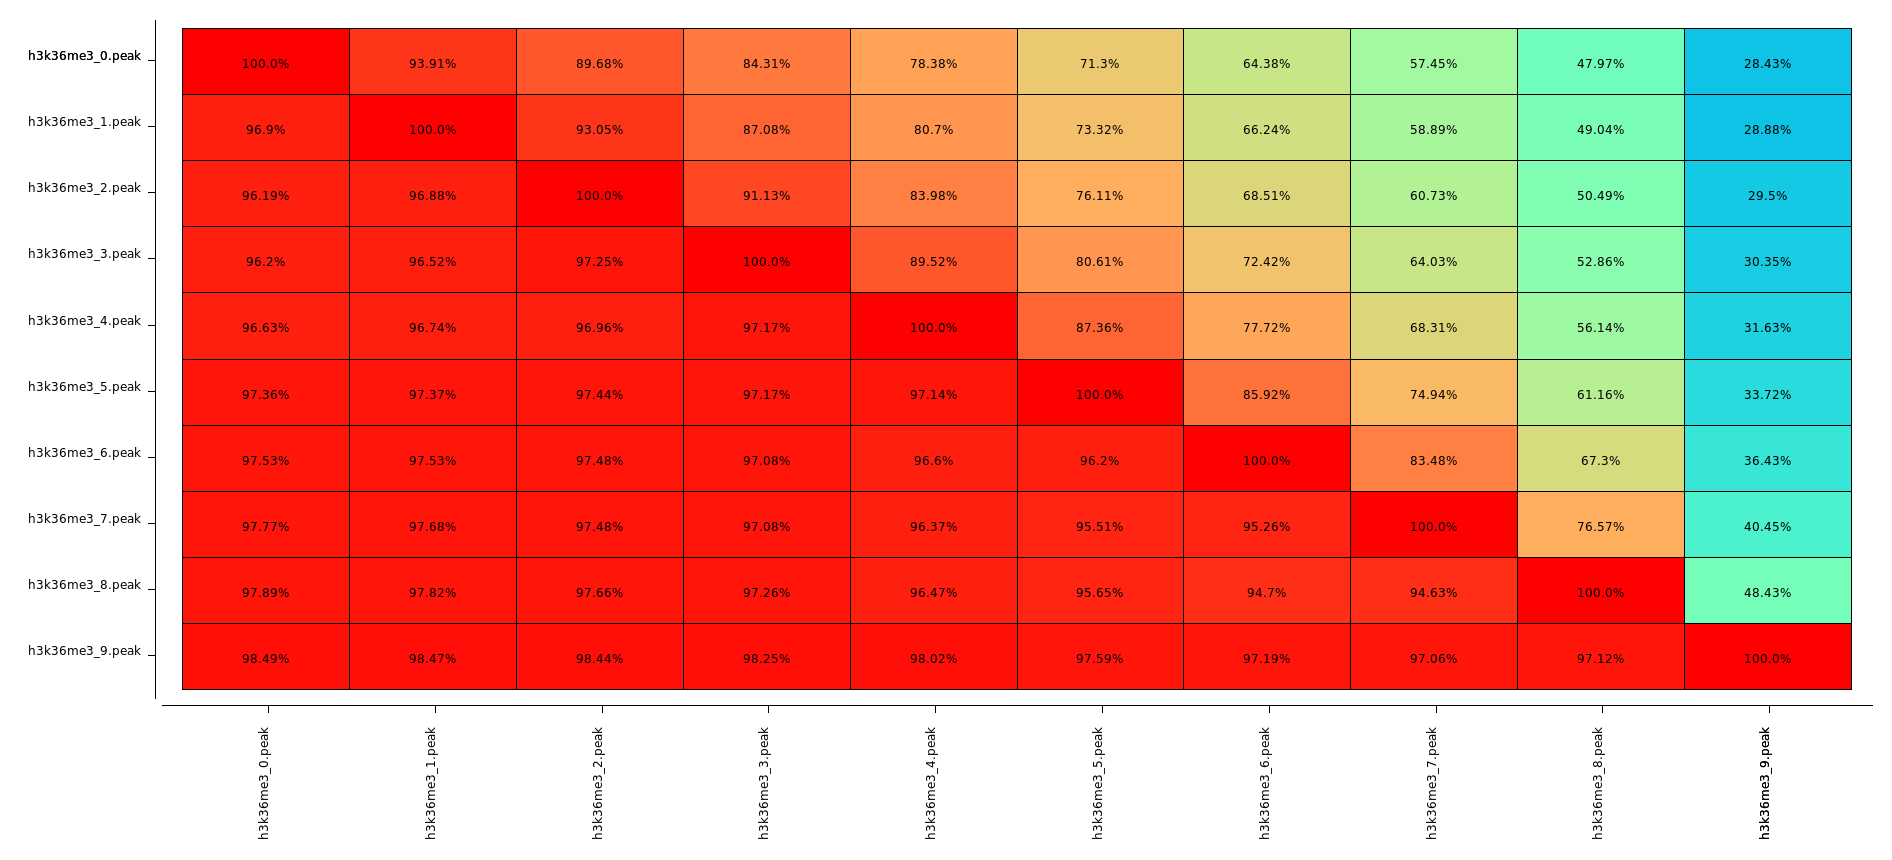 h3k36me3_0.peak 100.0% 93.91% 89.68% 84.31% 78.38% 71.3% 64.38% 57.45% 47.97% 28.43%
h3k36me3_1.peak 96.9% 100.0% 93.05% 87.08% 80.7% 73.32% 66.24% 58.89% 49.04% 28.88%
h3k36me3_2.peak 96.19% 96.88% 100.0% 91.13% 83.98% 76.11% 68.51% 60.73% 50.49% 29.5%
h3k36me3_3.peak 96.2% 96.52% 97.25% 100.0% 89.52% 80.61% 72.42% 64.03% 52.86% 30.35%
h3k36me3_4.peak 96.63% 96.74% 96.96% 97.17% 100.0% 87.36% 77.72% 68.31% 56.14% 31.63%
h3k36me3_5.peak 97.36% 97.37% 97.44% 97.17% 97.14% 100.0% 85.92% 74.94% 61.16% 33.72%
h3k36me3_6.peak 97.53% 97.53% 97.48% 97.08% 96.6% 96.2% 100.0% 83.48% 67.3% 36.43%
h3k36me3_7.peak 97.77% 97.68% 97.48% 97.08% 96.37% 95.51% 95.26% 100.0% 76.57% 40.45%
h3k36me3_8.peak 97.89% 97.82% 97.66% 97.26% 96.47% 95.65% 94.7% 94.63% 100.0% 48.43%
h3k36me3_9.peak 98.49% 98.47% 98.44% 98.25% 98.02% 97.59% 97.19% 97.06% 97.12% 100.0%
h3k36me3_0.peak h3k36me3_1.peak h3k36me3_2.peak h3k36me3_3.peak h3k36me3_4.peak h3k36me3_5.peak h3k36me3_6.peak h3k36me3_7.peak h3k36me3_8.peak h3k36me3_9.peak